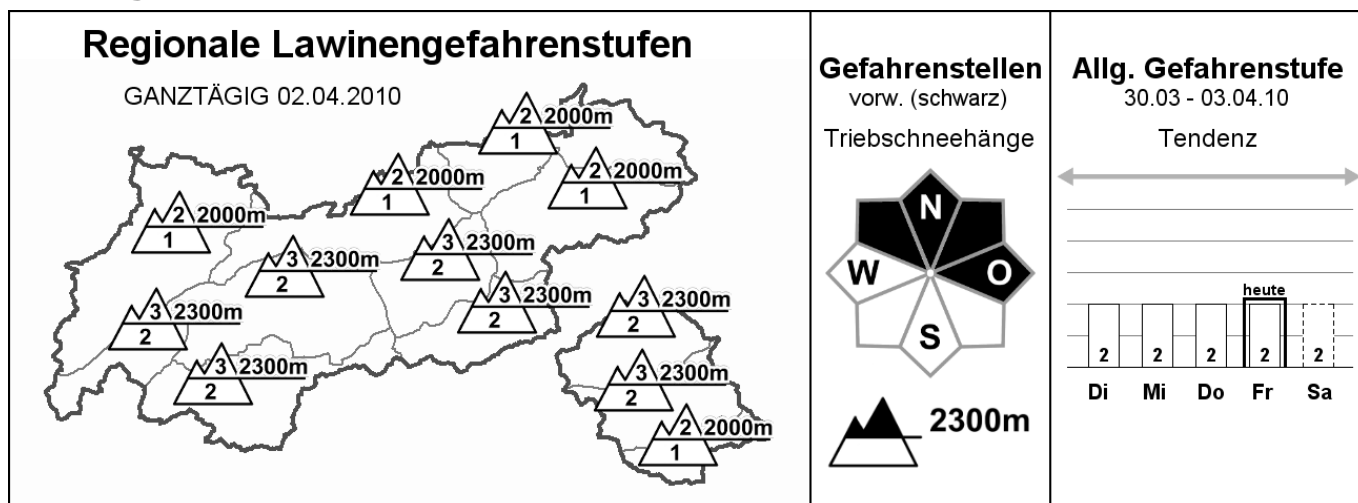 Regionale Lawinengefahrenstufen
GANZTÄGIG 02.04.2010
2 2000m
1
2 2000m
1
2 2000m
1
2 2000m
1
3 2300m
2
3 2300m
2
3 2300m
2
3 2300m
2
3 2300m
2
3 2300m
2
3 2300m
2
2 2000m
1
Gefahrenstellen
vorw. (schwarz)
Triebschneehänge
N
W
O
S
2300m
Allg. Gefahrenstufe
30.03 - 03.04.10
Tendenz
heute
2 2 2 2 2
Di Mi Do Fr Sa